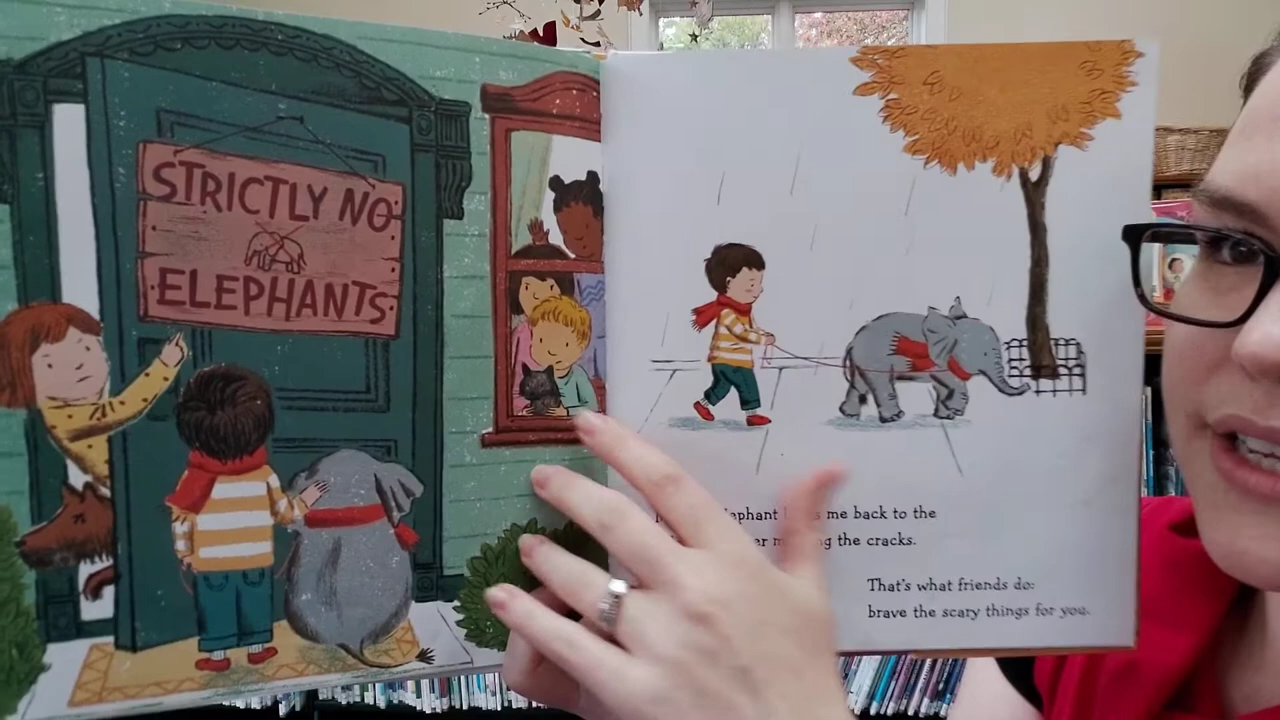 STRICTLY NO
ELEPHANTS
me back to the
the cracks.
That's what friends do:
brave the scary things for you.